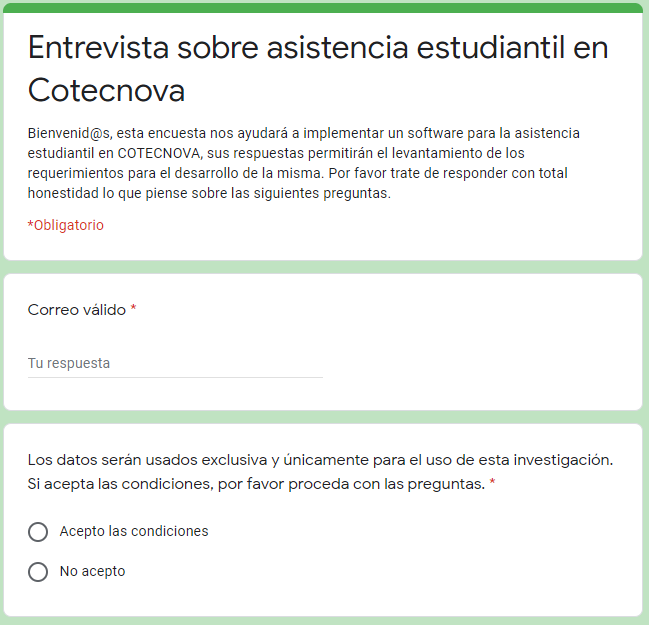 Entrevista sobre asistencia estudiantil en
Cotecnova
Bienvenid@s, esta encuesta nos ayudará a implementar un software para la asistencia
estudiantil en COTECNOVA, sus respuestas permitirán el levantamiento de los
requerimientos para el desarrollo de la misma. Por favor trate de responder con total
honestidad lo que piense sobre las siguientes preguntas.
*Obligatorio
Correo válido *
Tu respuesta
Los datos serán usados exclusiva y únicamente para el uso de esta investigación.
Si acepta las condiciones, por favor proceda con las preguntas. *
Acepto las condiciones
No acepto